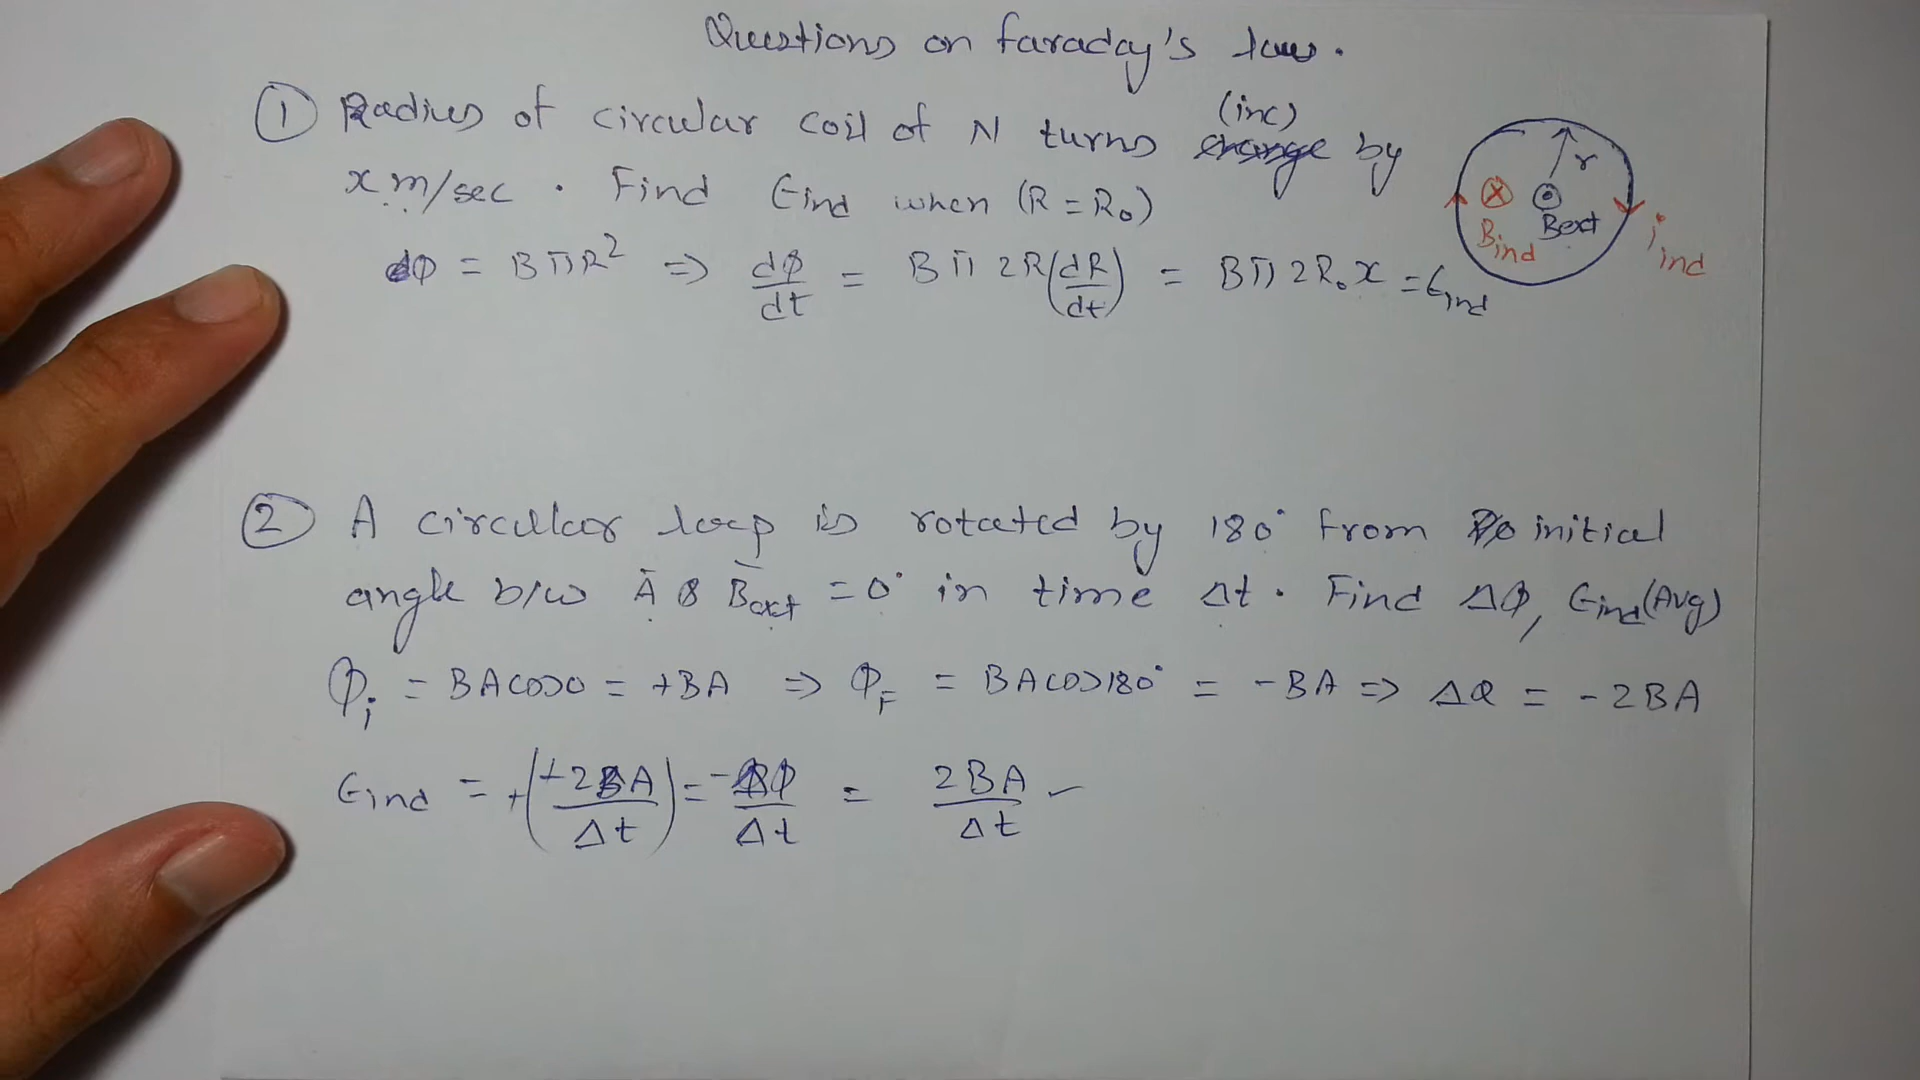 Questions on faraday's law.
(inc)
① Radius of circular coil of N turns change by
x m/sec . Find Eind when (R = R₀)
dφ = BπR² ⇒ dφ/dt = Bπ 2R(dR/dt) = Bπ 2R₀x = Eind
r
Bind Bext iind
② A circular loop is rotated by 180° from initial
angle b/w A & Bext = 0° in time Δt . Find Δφ, Eind(Avg)
φi = BAcos0 = +BA ⇒ φF = BAcos180° = -BA ⇒ Δφ = -2BA
Eind = +(+2BA/Δt) = -Δφ/Δt = 2BA/Δt